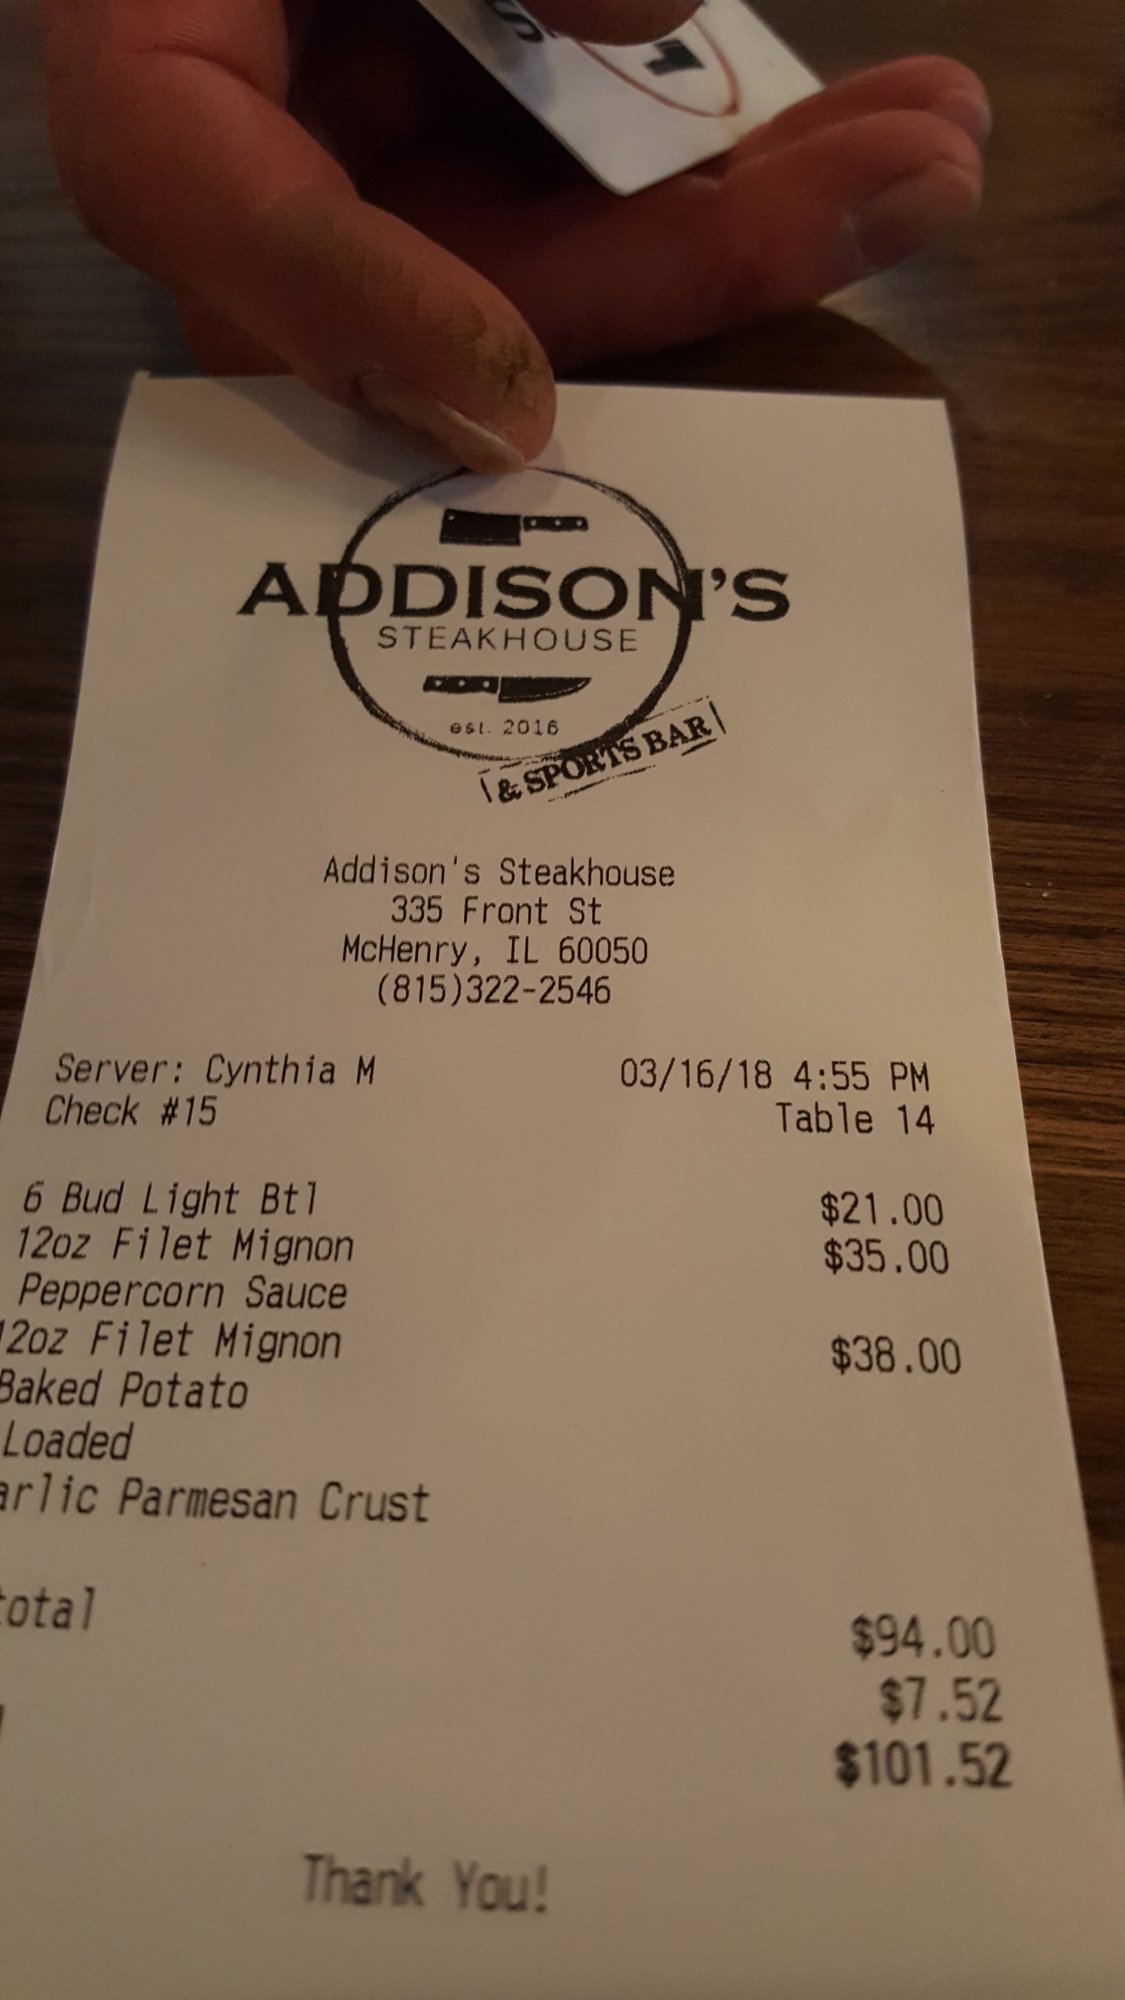 ADDISON'S
STEAKHOUSE
est. 2016
& SPORTS BAR
Addison's Steakhouse
335 Front St
McHenry, IL 60050
(815)322-2546
Server: Cynthia M 03/16/18 4:55 PM
Check #15 Table 14
6 Bud Light Btl $21.00
12oz Filet Mignon $35.00
Peppercorn Sauce
12oz Filet Mignon $38.00
Baked Potato
Loaded
arlic Parmesan Crust
total $94.00
$7.52
$101.52
Thank You!